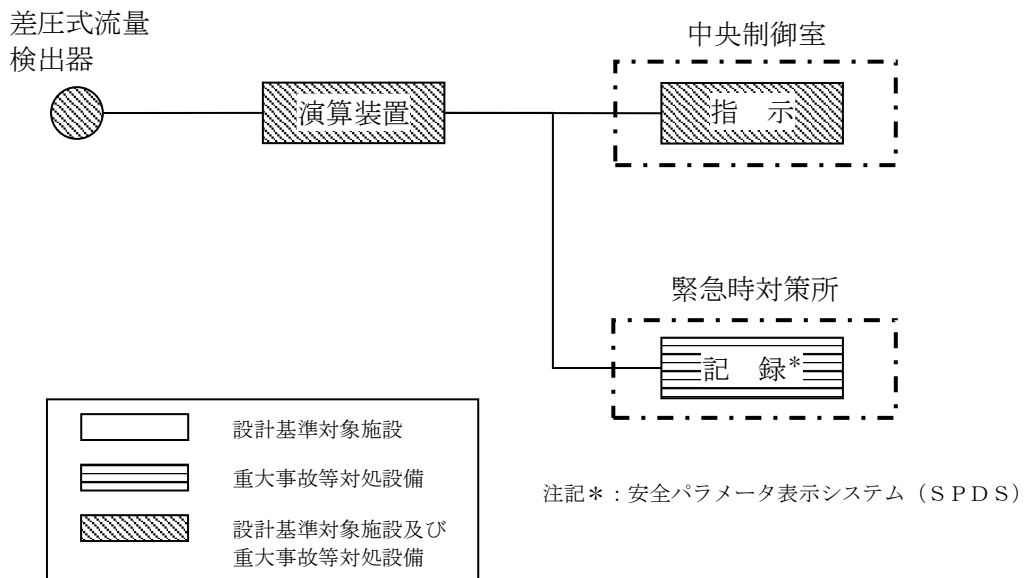 差圧式流量
検出器
演算装置
中央制御室
指　示
緊急時対策所
記　録*
設計基準対象施設
重大事故等対処設備
設計基準対象施設及び
重大事故等対処設備
注記＊：安全パラメータ表示システム（ＳＰＤＳ）